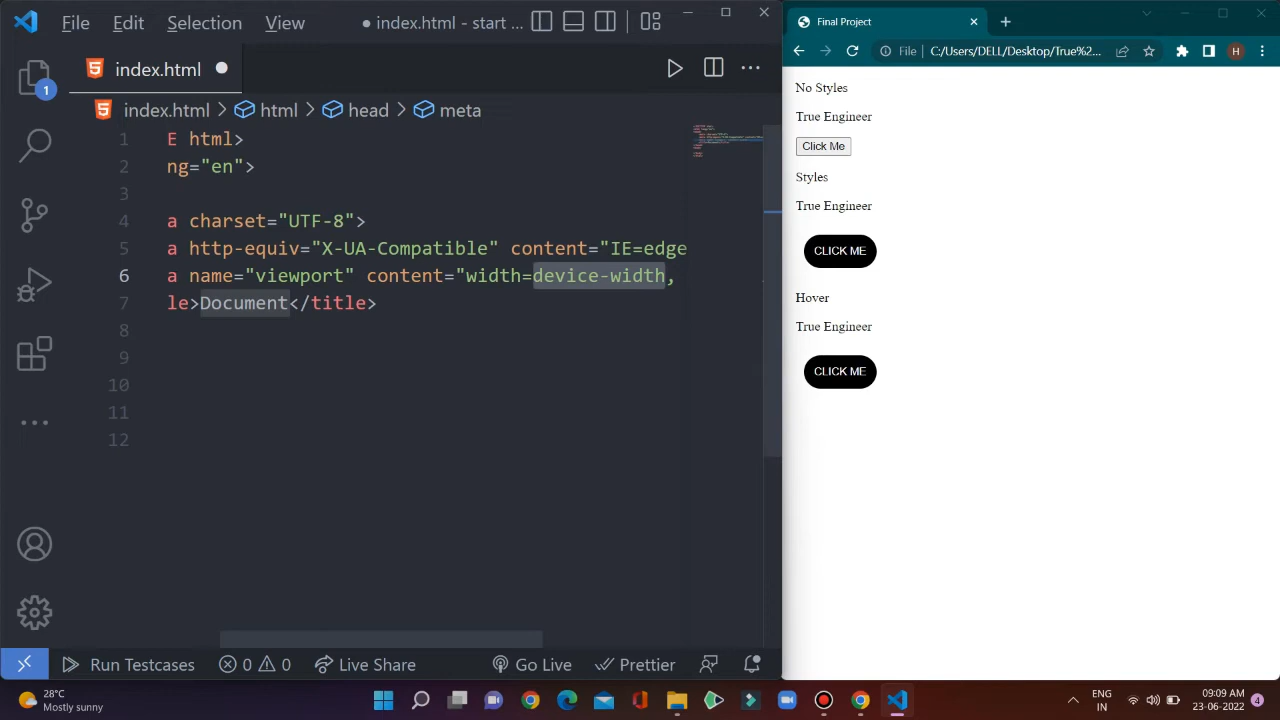 File Edit Selection View ● index.html - start ...
index.html ●
index.html > html > head > meta
1 E html>
2 ng="en">
3
4 a charset="UTF-8">
5 a http-equiv="X-UA-Compatible" content="IE=edge
6 a name="viewport" content="width=device-width,
7 le>Document</title>
8
9
10
11
12
1
Run Testcases 0 0 Live Share Go Live Prettier
Final Project
File C:/Users/DELL/Desktop/True%2... H
No Styles
True Engineer
Click Me
Styles
True Engineer
CLICK ME
Hover
True Engineer
CLICK ME
28°C
Mostly sunny
ENG
IN
09:09 AM
23-06-2022
4